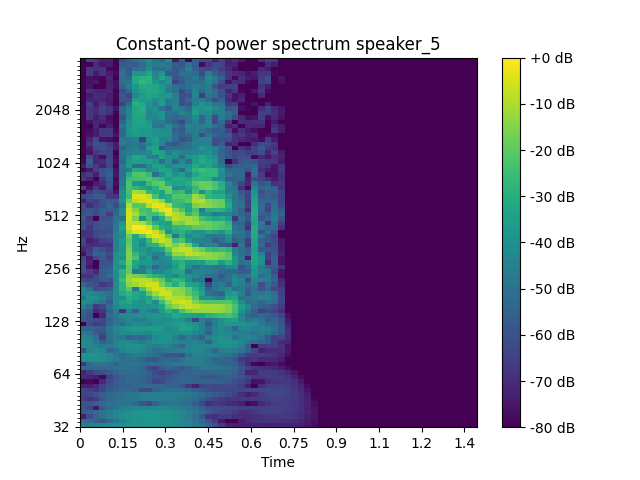 Constant-Q power spectrum speaker_5
+0 dB
-10 dB
-20 dB
-30 dB
-40 dB
-50 dB
-60 dB
-70 dB
-80 dB
Hz
2048
1024
512
256
128
64
32
0 0.15 0.3 0.45 0.6 0.75 0.9 1.1 1.2 1.4
Time